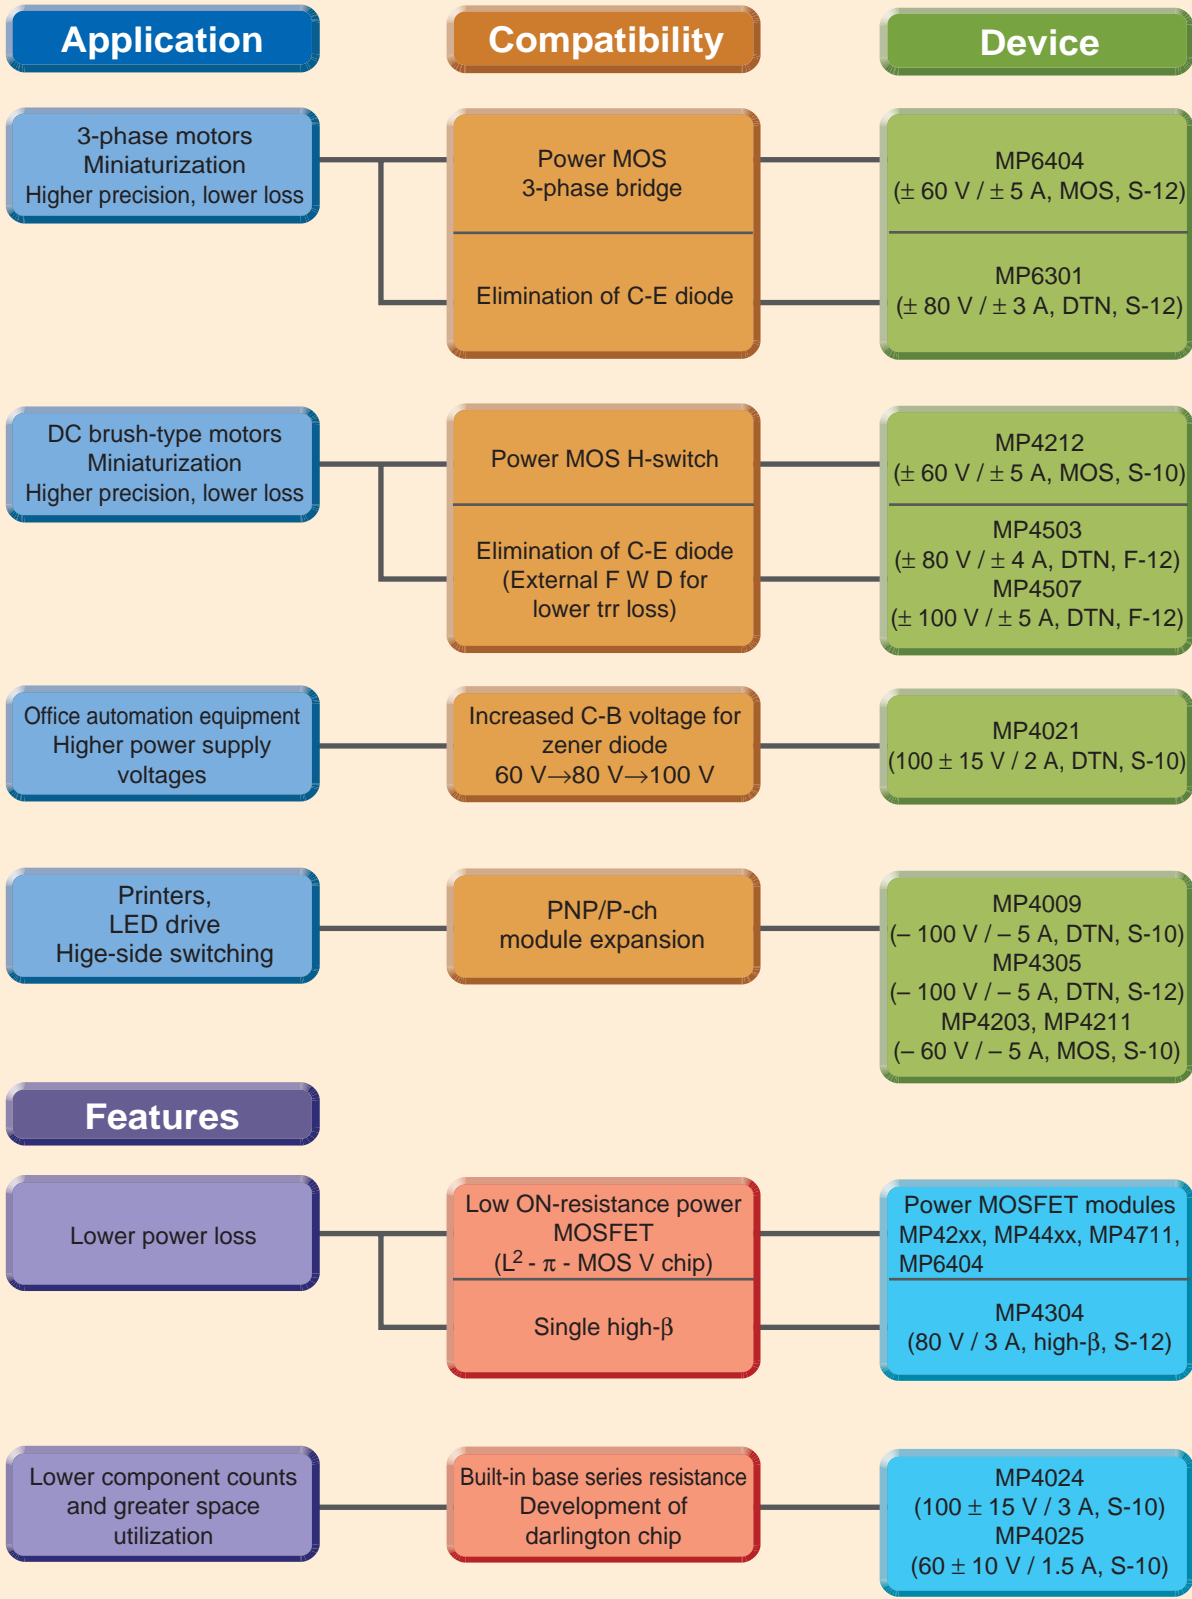 Application
Compatibility
Device
3-phase motors
Miniaturization
Higher precision, lower loss
Power MOS
3-phase bridge
MP6404
(± 60 V / ± 5 A, MOS, S-12)
Elimination of C-E diode
MP6301
(± 80 V / ± 3 A, DTN, S-12)
DC brush-type motors
Miniaturization
Higher precision, lower loss
Power MOS H-switch
MP4212
(± 60 V / ± 5 A, MOS, S-10)
Elimination of C-E diode
(External F W D for
lower trr loss)
MP4503
(± 80 V / ± 4 A, DTN, F-12)
MP4507
(± 100 V / ± 5 A, DTN, F-12)
Office automation equipment
Higher power supply
voltages
Increased C-B voltage for
zener diode
60 V→80 V→100 V
MP4021
(100 ± 15 V / 2 A, DTN, S-10)
Printers,
LED drive
Hige-side switching
PNP/P-ch
module expansion
MP4009
(– 100 V / – 5 A, DTN, S-10)
MP4305
(– 100 V / – 5 A, DTN, S-12)
MP4203, MP4211
(– 60 V / – 5 A, MOS, S-10)
Features
Lower power loss
Low ON-resistance power
MOSFET
(L² - π - MOS V chip)
Power MOSFET modules
MP42xx, MP44xx, MP4711,
MP6404
Single high-β
MP4304
(80 V / 3 A, high-β, S-12)
Lower component counts
and greater space
utilization
Built-in base series resistance
Development of
darlington chip
MP4024
(100 ± 15 V / 3 A, S-10)
MP4025
(60 ± 10 V / 1.5 A, S-10)